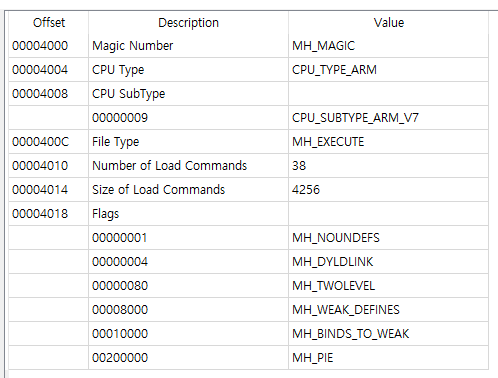 Offset Description Value
00004000 Magic Number MH_MAGIC
00004004 CPU Type CPU_TYPE_ARM
00004008 CPU SubType
00000009 CPU_SUBTYPE_ARM_V7
0000400C File Type MH_EXECUTE
00004010 Number of Load Commands 38
00004014 Size of Load Commands 4256
00004018 Flags
00000001 MH_NOUNDEFS
00000004 MH_DYLDLINK
00000080 MH_TWOLEVEL
00008000 MH_WEAK_DEFINES
00010000 MH_BINDS_TO_WEAK
00200000 MH_PIE